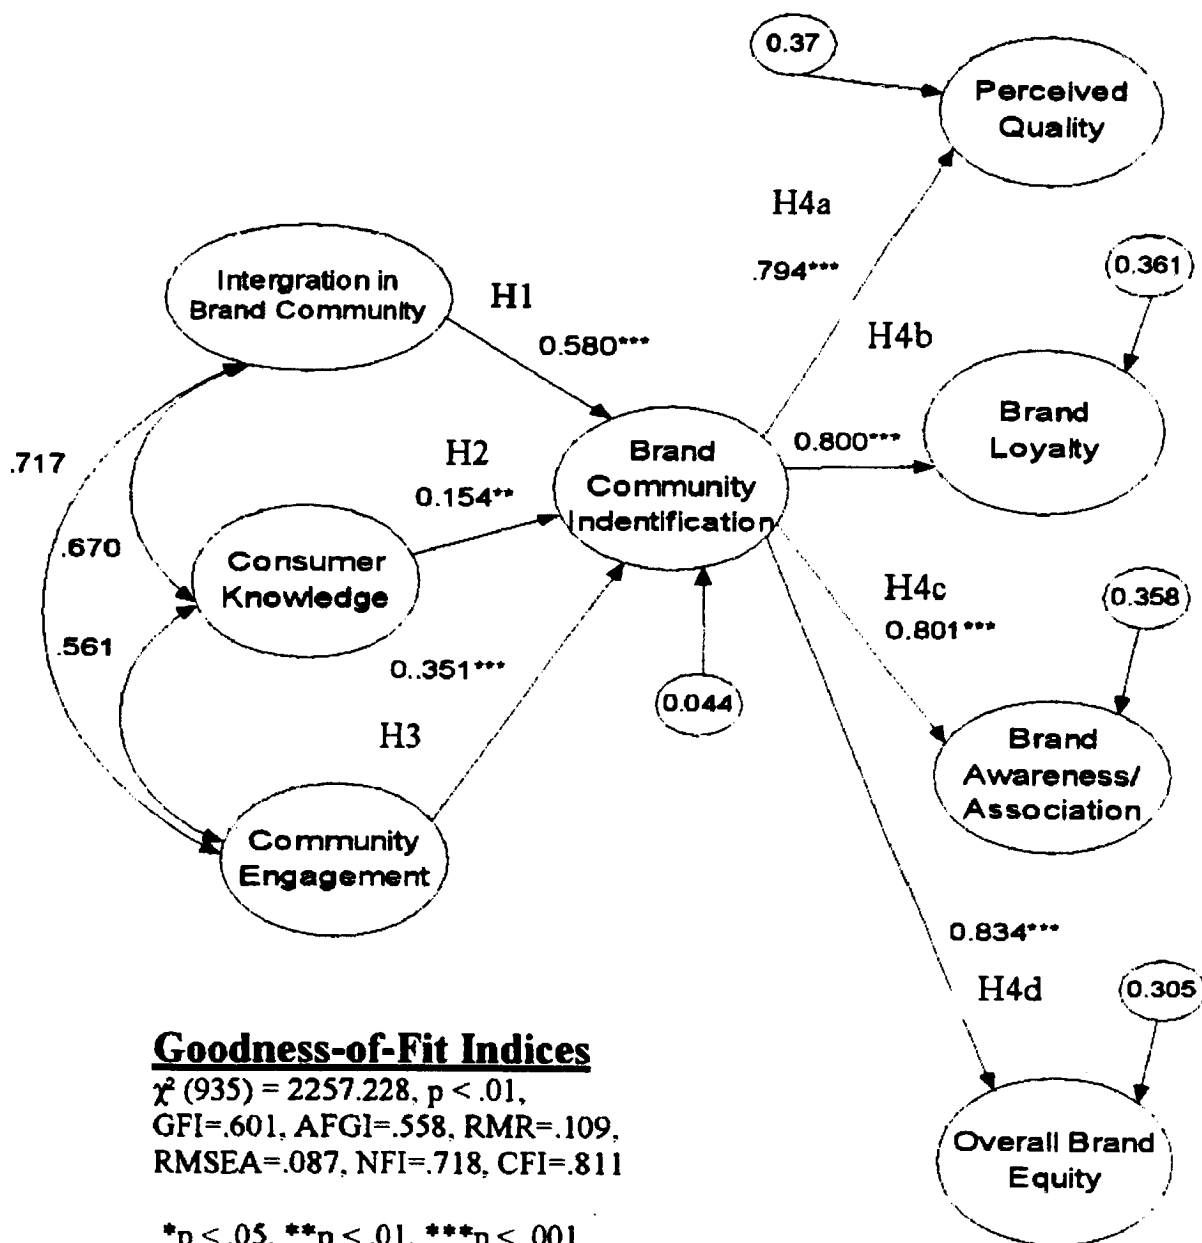 0.37
Perceived
Quality
H4a
.794***
0.361
Intergration in
Brand Community
H1
0.580***
H4b
Brand
Loyalty
0.800***
Brand
Community
Indentification
H2
0.154**
.717
.670
Consumer
Knowledge
.561
H4c
0.801***
0.358
0..351***
0.044
H3
Brand
Awareness/
Association
Community
Engagement
0.834***
H4d
0.305
Overall Brand
Equity
Goodness-of-Fit Indices
χ² (935) = 2257.228, p < .01,
GFI=.601, AFGI=.558, RMR=.109,
RMSEA=.087, NFI=.718, CFI=.811
*p < .05, **p < .01, ***p < .001